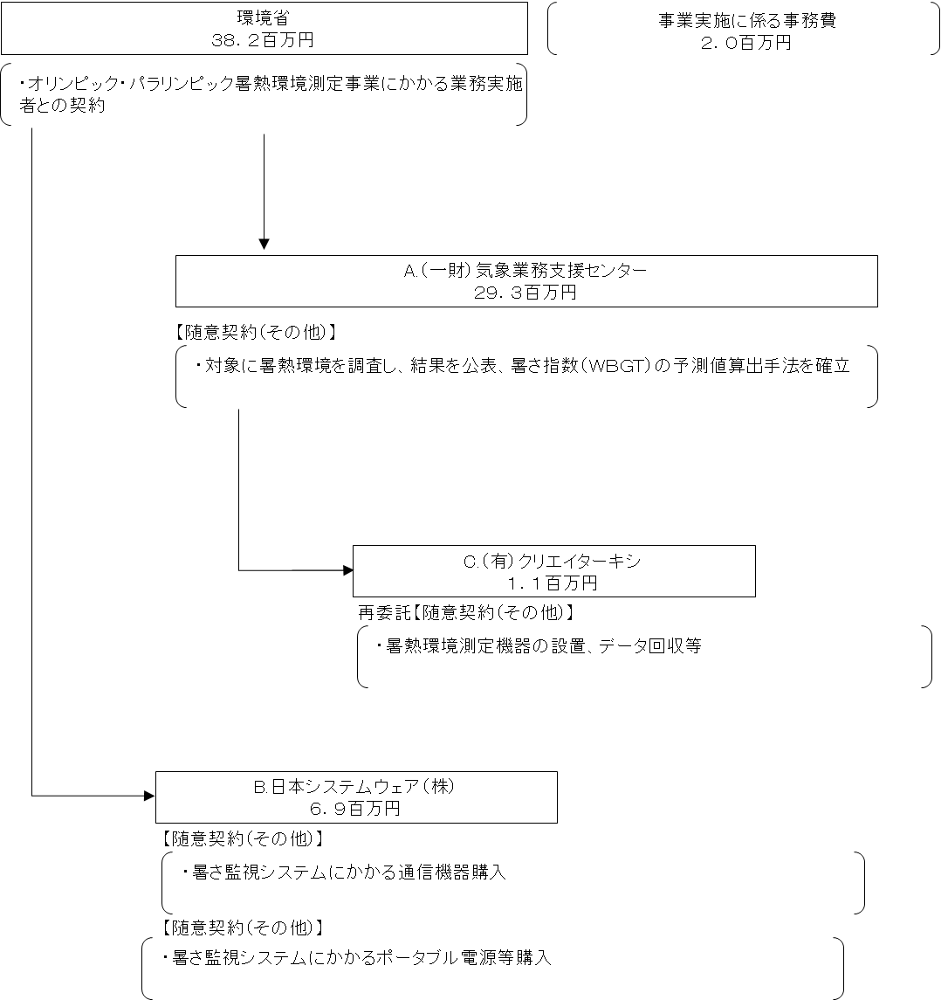 環境省
38．2百万円
事業実施に係る事務費
2．0百万円
・オリンピック・パラリンピック暑熱環境測定事業にかかる業務実施
者との契約
A.（一財）気象業務支援センター
29．3百万円
【随意契約（その他）】
・対象に暑熱環境を調査し、結果を公表、暑さ指数（WBGT）の予測値算出手法を確立
C.（有）クリエイターキシ
1．1百万円
再委託【随意契約（その他）】
・暑熱環境測定機器の設置、データ回収等
B.日本システムウェア（株）
6．9百万円
【随意契約（その他）】
・暑さ監視システムにかかる通信機器購入
【随意契約（その他）】
・暑さ監視システムにかかるポータブル電源等購入